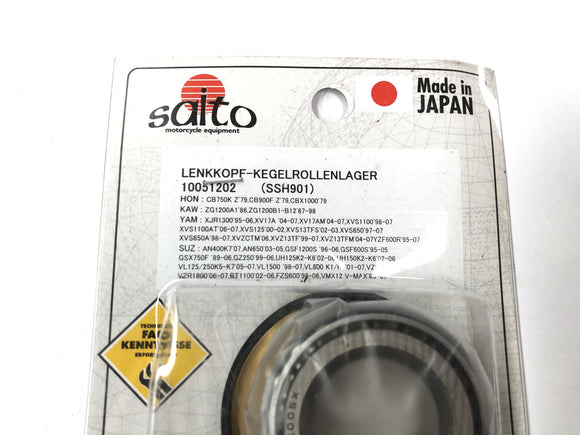 saito
motorcycle equipment
Made in
JAPAN
LENKKOPF-KEGELROLLENLAGER
10051202 (SSH901)
HON : CB750K Z'79,CB900F Z'79,CBX1000'79
KAW : ZG1200A1'86,ZG1200B1-B12'87-98
YAM : XJR1300'95-06,XV17A '04-07,XV17AM'04-07,XVS1100'98-07
XVS1100AT'06-07,XVS125'00-02,XVS13TFS'02-03,XVS650'97-07
XVS650A'98-07,XVZCTM'06,XVZ13TF'99-07,XVZ13TFM'04-07YZF600R'95-07
SUZ : AN400K7'07,AN650'03-05,GSF1200S '96-06,GSF600S'95-05
GSX750F '89-06,GZ250'99-06,UH125K2-K6'02-06,UH150K2-K6'02-06
VL125/250K5-K7'05-07,VL1500 '98-07,VL800 K1/K7'01-07,VZ
VZR1800'06-07,BT1100'02-06,FZS600'98-06,VMX12 V-MAX
FACH
KENNTNISSE